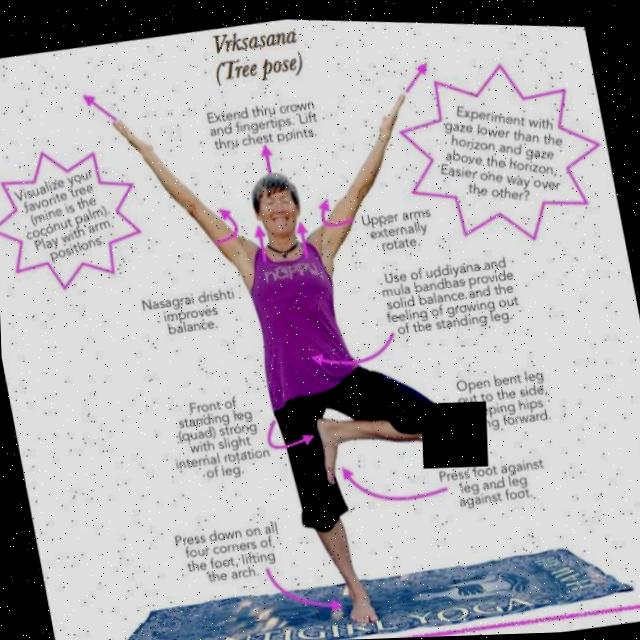 Vrksasana
(Tree pose)
Extend thru crown
and fingertips. Lift
thru chest points.
Experiment with
gaze lower than the
horizon and gaze
above the horizon.
Easier one way over
the other?
Visualize your
favorite tree
(mine is the
coconut palm).
Play with arm
positions.
Upper arms
externally
rotate.
Use of uddiyana and
mula bandhas provide
solid balance and the
feeling of growing out
of the standing leg.
Nasagrai drishti
improves
balance.
happy
Open bent leg
out to the side,
hips
forward.
Front of
standing leg
(quad) strong
with slight
internal rotation
of leg.
Press foot against
leg and leg
against foot.
Press down on all
four corners of
the foot, lifting
the arch.
YOGA